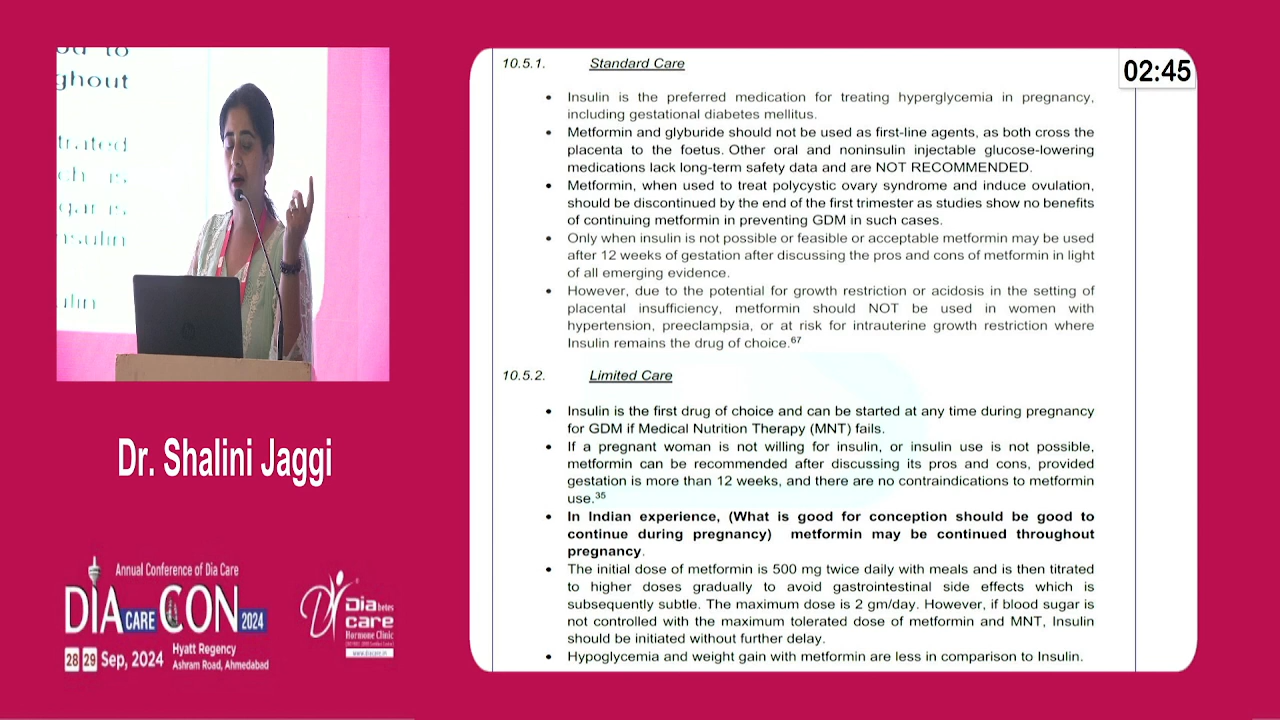 od to
ghout
trated
ch is
gar is
nsulin
ulin
Dr. Shalini Jaggi
Annual Conference of Dia Care
DIA CARE CON 2024
28 29 Sep, 2024
Hyatt Regency
Ashram Road, Ahmedabad
Diabetes
care
Hormone Clinic
www.diacare.in
02:45
10.5.1. Standard Care
• Insulin is the preferred medication for treating hyperglycemia in pregnancy,
including gestational diabetes mellitus.
• Metformin and glyburide should not be used as first-line agents, as both cross the
placenta to the foetus. Other oral and noninsulin injectable glucose-lowering
medications lack long-term safety data and are NOT RECOMMENDED.
• Metformin, when used to treat polycystic ovary syndrome and induce ovulation,
should be discontinued by the end of the first trimester as studies show no benefits
of continuing metformin in preventing GDM in such cases.
• Only when insulin is not possible or feasible or acceptable metformin may be used
after 12 weeks of gestation after discussing the pros and cons of metformin in light
of all emerging evidence.
• However, due to the potential for growth restriction or acidosis in the setting of
placental insufficiency, metformin should NOT be used in women with
hypertension, preeclampsia, or at risk for intrauterine growth restriction where
Insulin remains the drug of choice.67
10.5.2. Limited Care
• Insulin is the first drug of choice and can be started at any time during pregnancy
for GDM if Medical Nutrition Therapy (MNT) fails.
• If a pregnant woman is not willing for insulin, or insulin use is not possible,
metformin can be recommended after discussing its pros and cons, provided
gestation is more than 12 weeks, and there are no contraindications to metformin
use.35
• In Indian experience, (What is good for conception should be good to
continue during pregnancy) metformin may be continued throughout
pregnancy.
• The initial dose of metformin is 500 mg twice daily with meals and is then titrated
to higher doses gradually to avoid gastrointestinal side effects which is
subsequently subtle. The maximum dose is 2 gm/day. However, if blood sugar is
not controlled with the maximum tolerated dose of metformin and MNT, Insulin
should be initiated without further delay.
• Hypoglycemia and weight gain with metformin are less in comparison to Insulin.